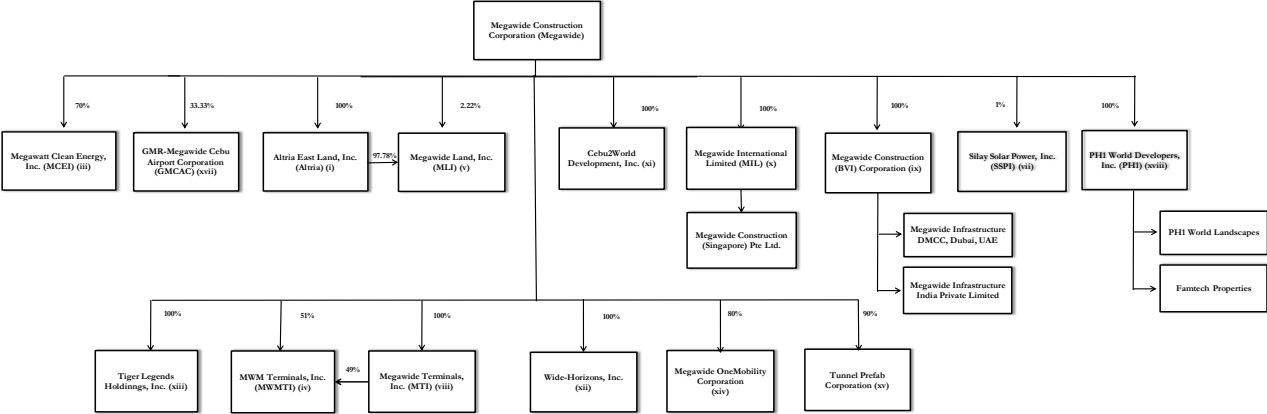 Megawide Construction
Corporation (Megawide)
70%
33.33%
100%
2.22%
100%
100%
100%
1%
100%
Megawatt Clean Energy,
Inc. (MCEI) (iii)
GMR-Megawide Cebu
Airport Corporation
(GMCAC) (xvii)
Altria East Land, Inc.
(Altria) (i)
97.78%
Megawide Land, Inc.
(MLI) (v)
Cebu2World
Development, Inc. (xi)
Megawide International
Limited (MIL) (x)
Megawide Construction
(BVI) Corporation (ix)
Silay Solar Power, Inc.
(SSPI) (vii)
PH1 World Developers,
Inc. (PH1) (xviii)
Megawide Construction
(Singapore) Pte Ltd.
Megawide Infrastructure
DMCC, Dubai, UAE
PH1 World Landscapes
Megawide Infrastructure
India Private Limited
Famtech Properties
100%
51%
100%
100%
80%
90%
Tiger Legends
Holdinngs, Inc. (xiii)
MWM Terminals, Inc.
(MWMTI) (iv)
49%
Megawide Terminals,
Inc. (MTI) (viii)
Wide-Horizons, Inc.
(xii)
Megawide OneMobility
Corporation
(xiv)
Tunnel Prefab
Corporation (xv)